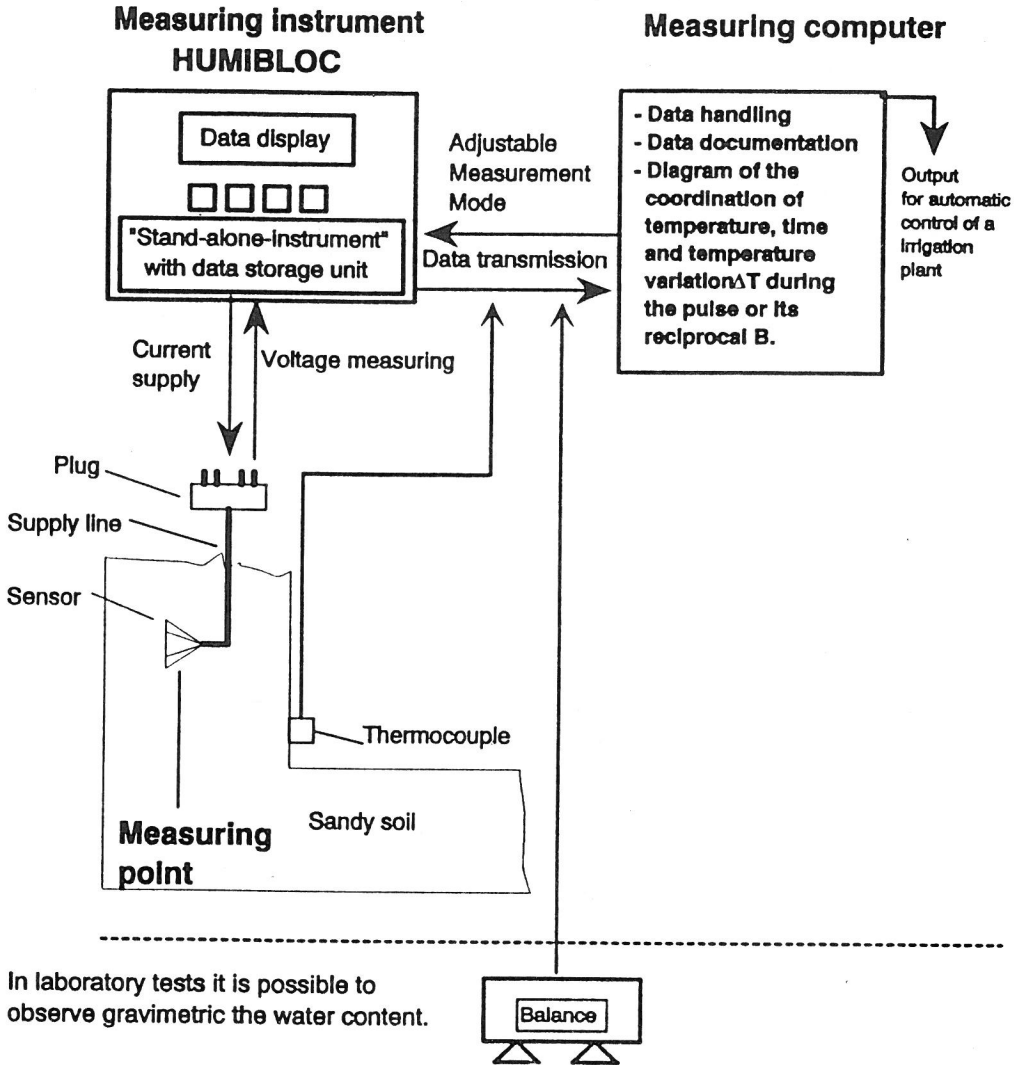 Measuring instrument
HUMIBLOC
Measuring computer
Data display
"Stand-alone-instrument"
with data storage unit
Adjustable
Measurement
Mode
Data transmission
- Data handling
- Data documentation
- Diagram of the
coordination of
temperature, time
and temperature
variationΔT during
the pulse or its
reciprocal B.
Output
for automatic
control of a
irrigation
plant
Current
supply
Voltage measuring
Plug
Supply line
Sensor
Thermocouple
Sandy soil
Measuring
point
In laboratory tests it is possible to
observe gravimetric the water content.
Balance